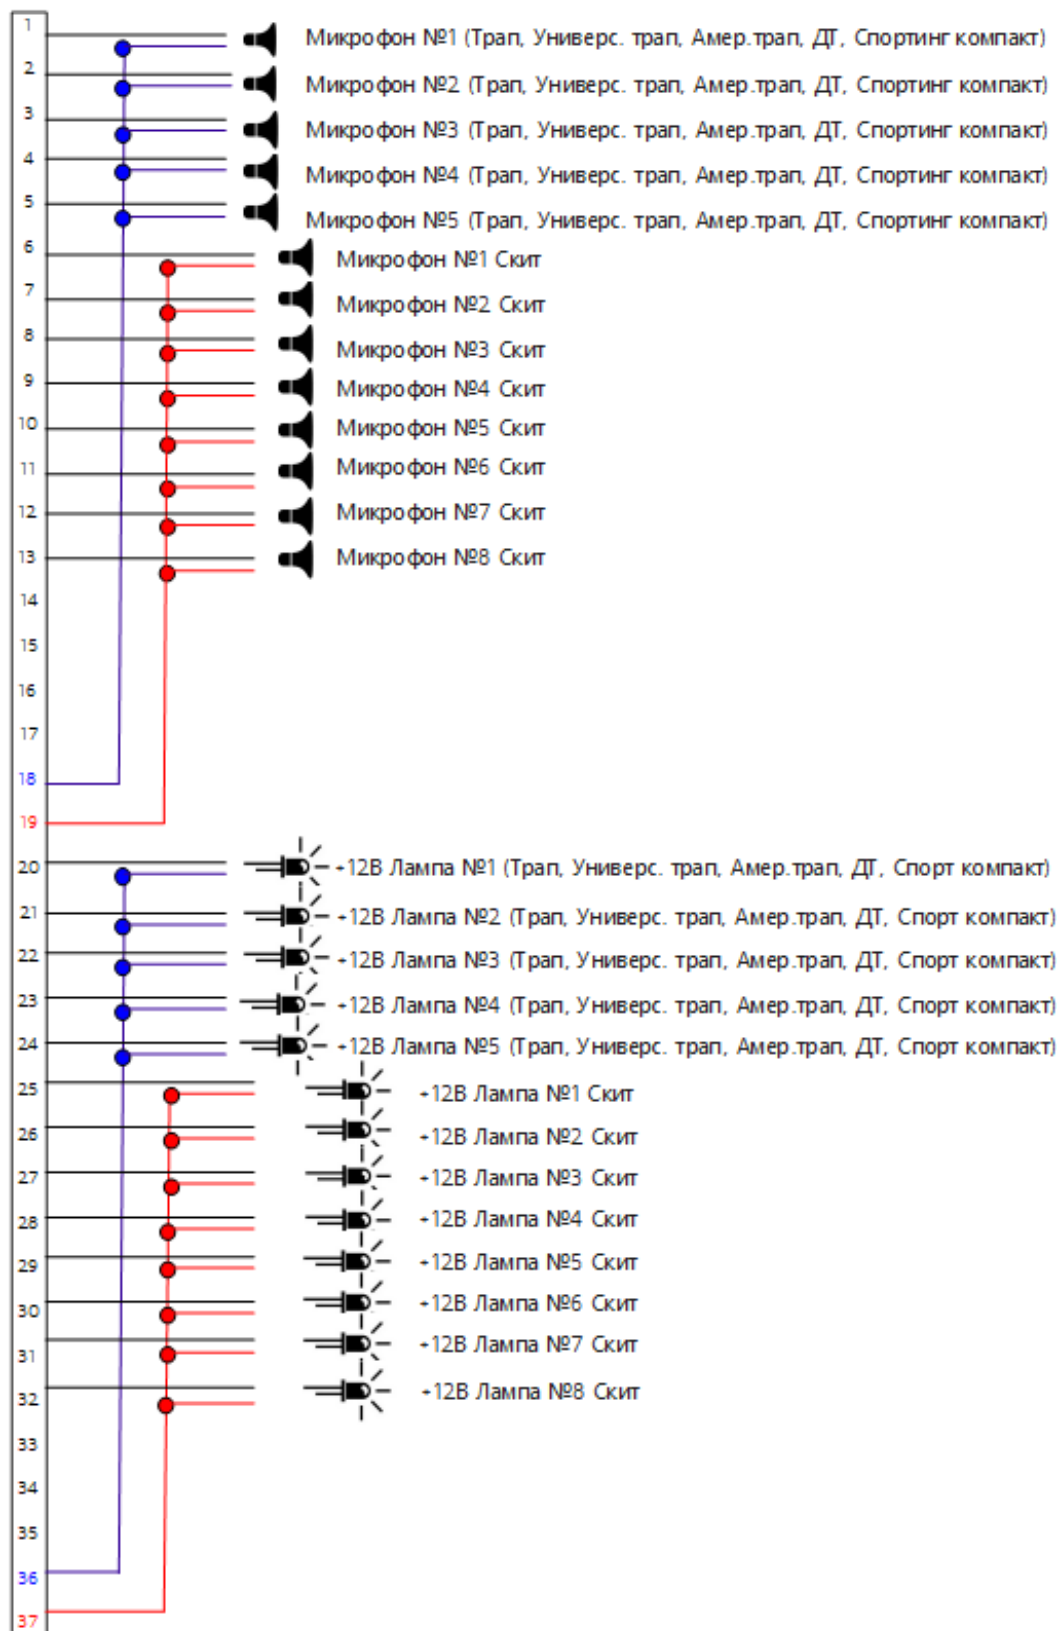 1
Микрофон №1 (Трап, Универс. трап, Амер.трап, ДТ, Спортинг компакт)
2
Микрофон №2 (Трап, Универс. трап, Амер.трап, ДТ, Спортинг компакт)
3
Микрофон №3 (Трап, Универс. трап, Амер.трап, ДТ, Спортинг компакт)
4
Микрофон №4 (Трап, Универс. трап, Амер.трап, ДТ, Спортинг компакт)
5
Микрофон №5 (Трап, Универс. трап, Амер.трап, ДТ, Спортинг компакт)
6
Микрофон №1 Скит
7
Микрофон №2 Скит
8
Микрофон №3 Скит
9
Микрофон №4 Скит
10
Микрофон №5 Скит
11
Микрофон №6 Скит
12
Микрофон №7 Скит
13
Микрофон №8 Скит
14
15
16
17
18
19
20
+12В Лампа №1 (Трап, Универс. трап, Амер.трап, ДТ, Спорт компакт)
21
+12В Лампа №2 (Трап, Универс. трап, Амер.трап, ДТ, Спорт компакт)
22
+12В Лампа №3 (Трап, Универс. трап, Амер.трап, ДТ, Спорт компакт)
23
+12В Лампа №4 (Трап, Универс. трап, Амер.трап, ДТ, Спорт компакт)
24
+12В Лампа №5 (Трап, Универс. трап, Амер.трап, ДТ, Спорт компакт)
25
+12В Лампа №1 Скит
26
+12В Лампа №2 Скит
27
+12В Лампа №3 Скит
28
+12В Лампа №4 Скит
29
+12В Лампа №5 Скит
30
+12В Лампа №6 Скит
31
+12В Лампа №7 Скит
32
+12В Лампа №8 Скит
33
34
35
36
37